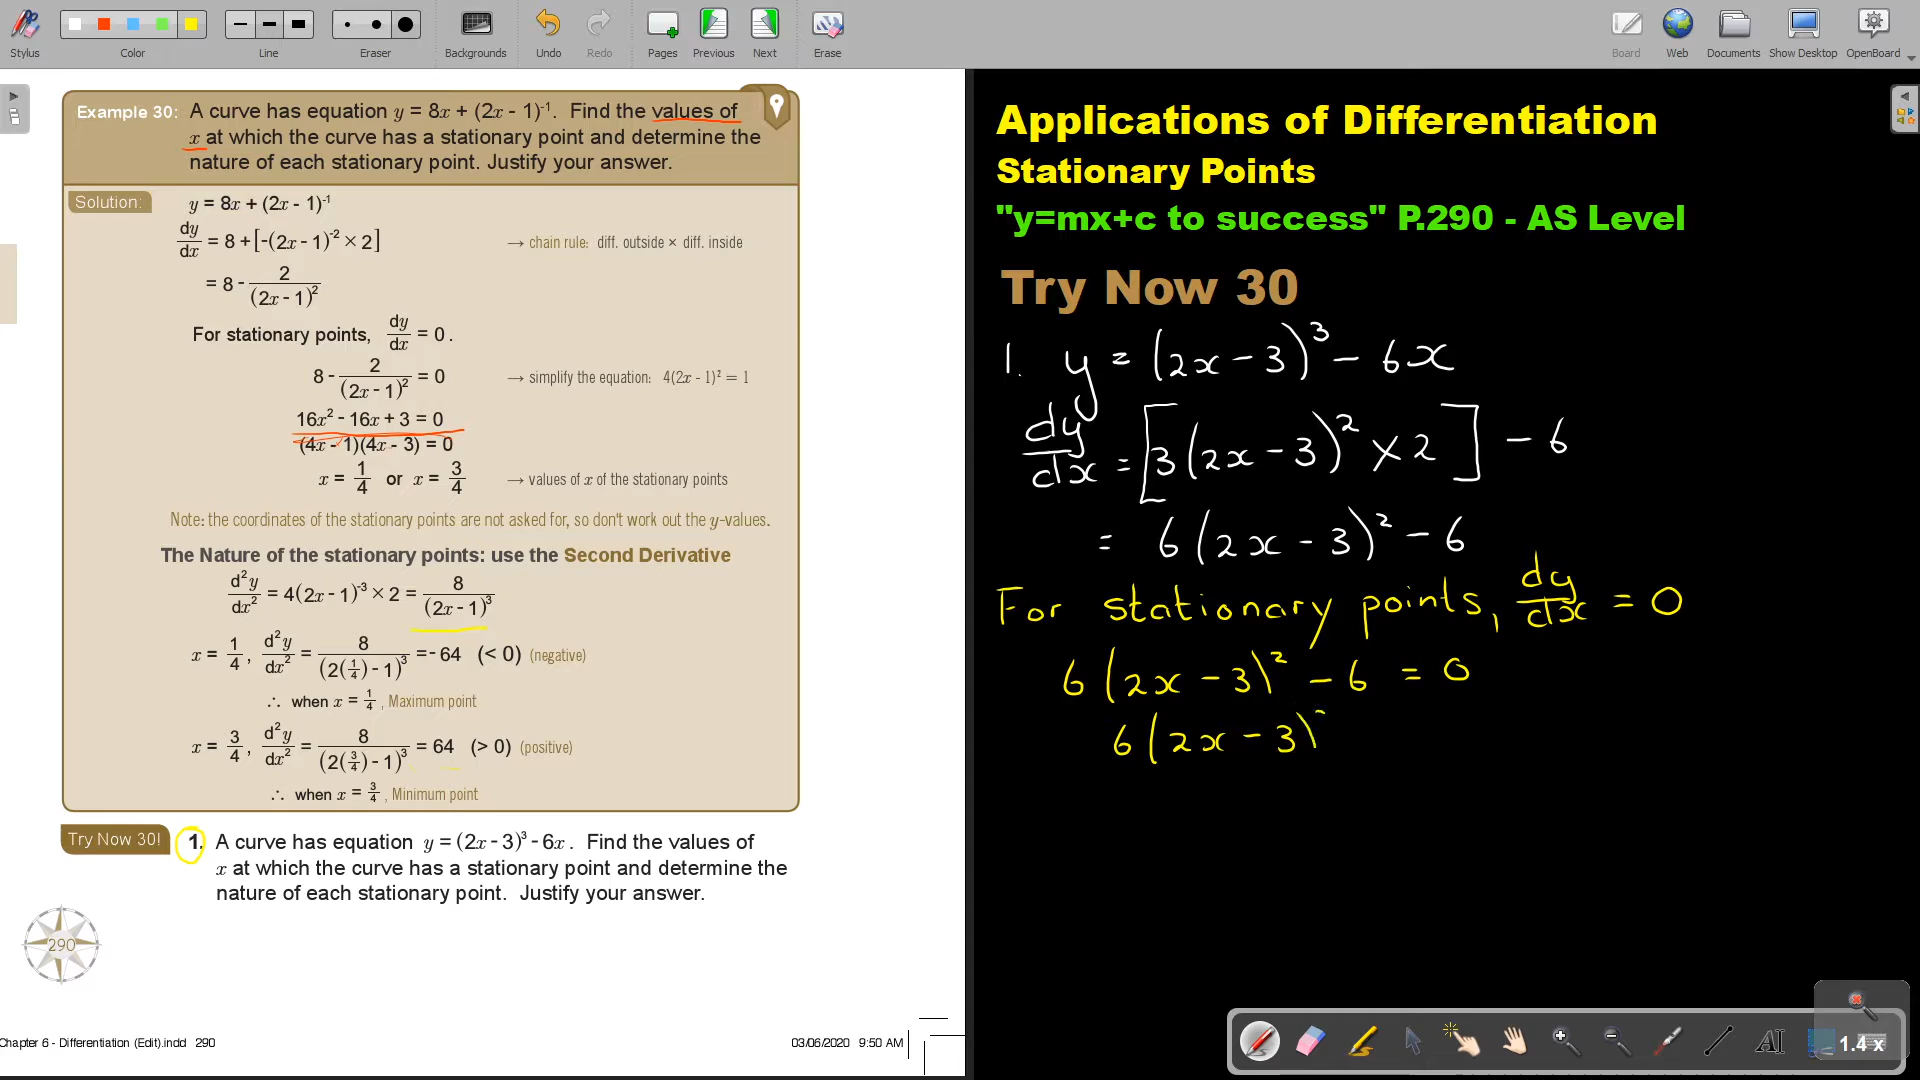 Stylus Color Line Eraser Backgrounds Undo Redo Pages Previous Next Erase Board Web Documents Show Desktop OpenBoard
Example 30: A curve has equation y = 8x + (2x - 1)⁻¹. Find the values of
x at which the curve has a stationary point and determine the
nature of each stationary point. Justify your answer.
Solution: y = 8x + (2x - 1)⁻¹
dy/dx = 8 + [-(2x - 1)⁻² × 2] → chain rule: diff. outside × diff. inside
= 8 - 2/(2x - 1)²
For stationary points, dy/dx = 0.
8 - 2/(2x - 1)² = 0 → simplify the equation: 4(2x - 1)² = 1
16x² - 16x + 3 = 0
(4x - 1)(4x - 3) = 0
x = 1/4 or x = 3/4 → values of x of the stationary points
Note: the coordinates of the stationary points are not asked for, so don't work out the y-values.
The Nature of the stationary points: use the Second Derivative
d²y/dx² = 4(2x - 1)⁻³ × 2 = 8/(2x - 1)³
x = 1/4, d²y/dx² = 8/(2(1/4) - 1)³ = - 64 (< 0) (negative)
∴ when x = 1/4, Maximum point
x = 3/4, d²y/dx² = 8/(2(3/4) - 1)³ = 64 (> 0) (positive)
∴ when x = 3/4, Minimum point
Try Now 30! 1. A curve has equation y = (2x - 3)³ - 6x. Find the values of
x at which the curve has a stationary point and determine the
nature of each stationary point. Justify your answer.
290
Chapter 6 - Differentiation (Edit).indd 290 03/06/2020 9:50 AM
Applications of Differentiation
Stationary Points
"y=mx+c to success" P.290 - AS Level
Try Now 30
1. y = (2x - 3)³ - 6x
dy/dx = [3(2x - 3)² × 2] - 6
= 6(2x - 3)² - 6
For stationary points, dy/dx = 0
6(2x - 3)² - 6 = 0
6(2x - 3)
1.4 x